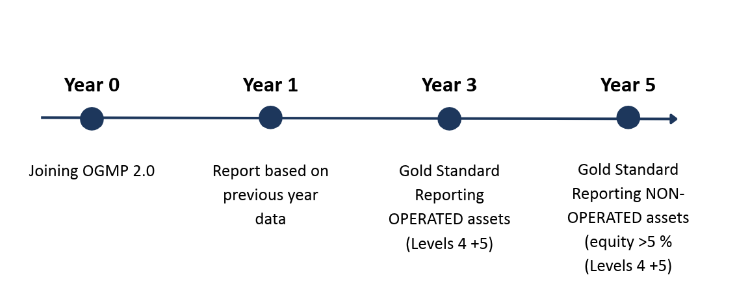 Year 0
Year 1
Year 3
Year 5
Joining OGMP 2.0
Report based on
previous year
data
Gold Standard
Reporting
OPERATED assets
(Levels 4 +5)
Gold Standard
Reporting NON-
OPERATED assets
(equity >5 %
(Levels 4 +5)